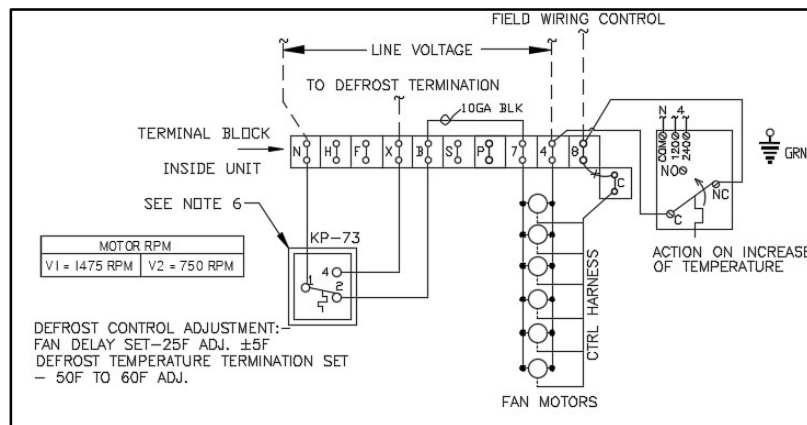 FIELD WIRING CONTROL
LINE VOLTAGE
TO DEFROST TERMINATION
10GA BLK
TERMINAL BLOCK
INSIDE UNIT
N H F X B S P 7 4 8
C
N 4
COM 120 240
NO
NC
C
GRN
SEE NOTE 6
KP-73
4
1
2
MOTOR RPM
V1 = 1475 RPM V2 = 750 RPM
ACTION ON INCREASE
OF TEMPERATURE
CTRL HARNESS
DEFROST CONTROL ADJUSTMENT:-
FAN DELAY SET-25F ADJ. ±5F
DEFROST TEMPERATURE TERMINATION SET
- 50F TO 60F ADJ.
FAN MOTORS